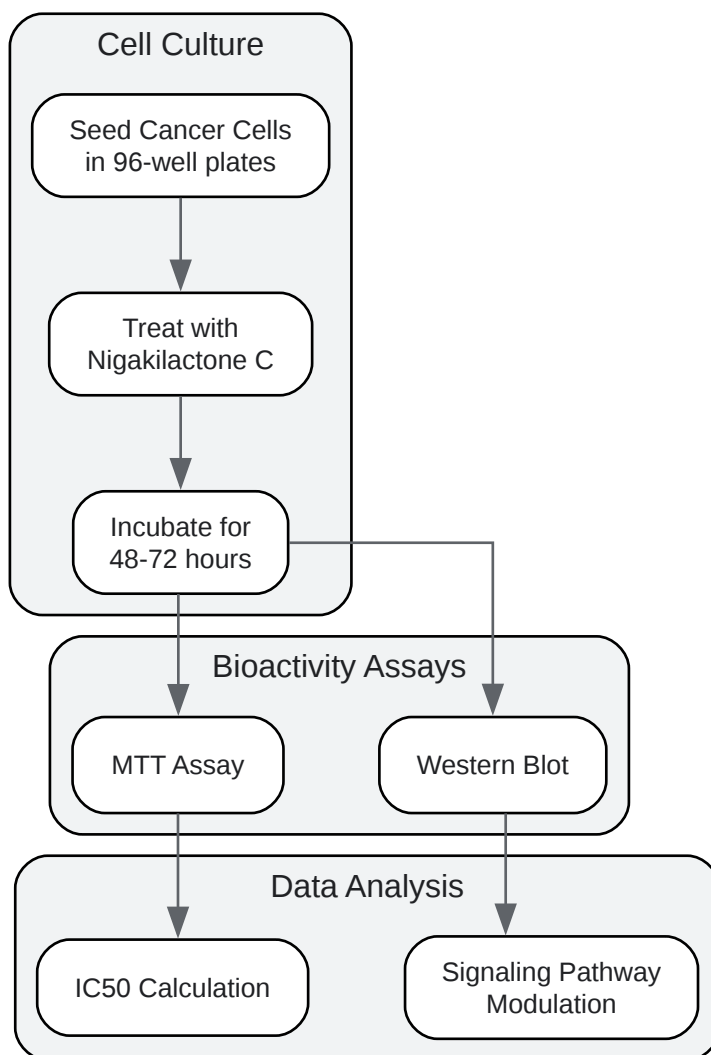 Cell Culture
Seed Cancer Cells
in 96-well plates
Treat with
Nigakilactone C
Incubate for
48-72 hours
Bioactivity Assays
MTT Assay
Western Blot
Data Analysis
IC50 Calculation
Signaling Pathway
Modulation